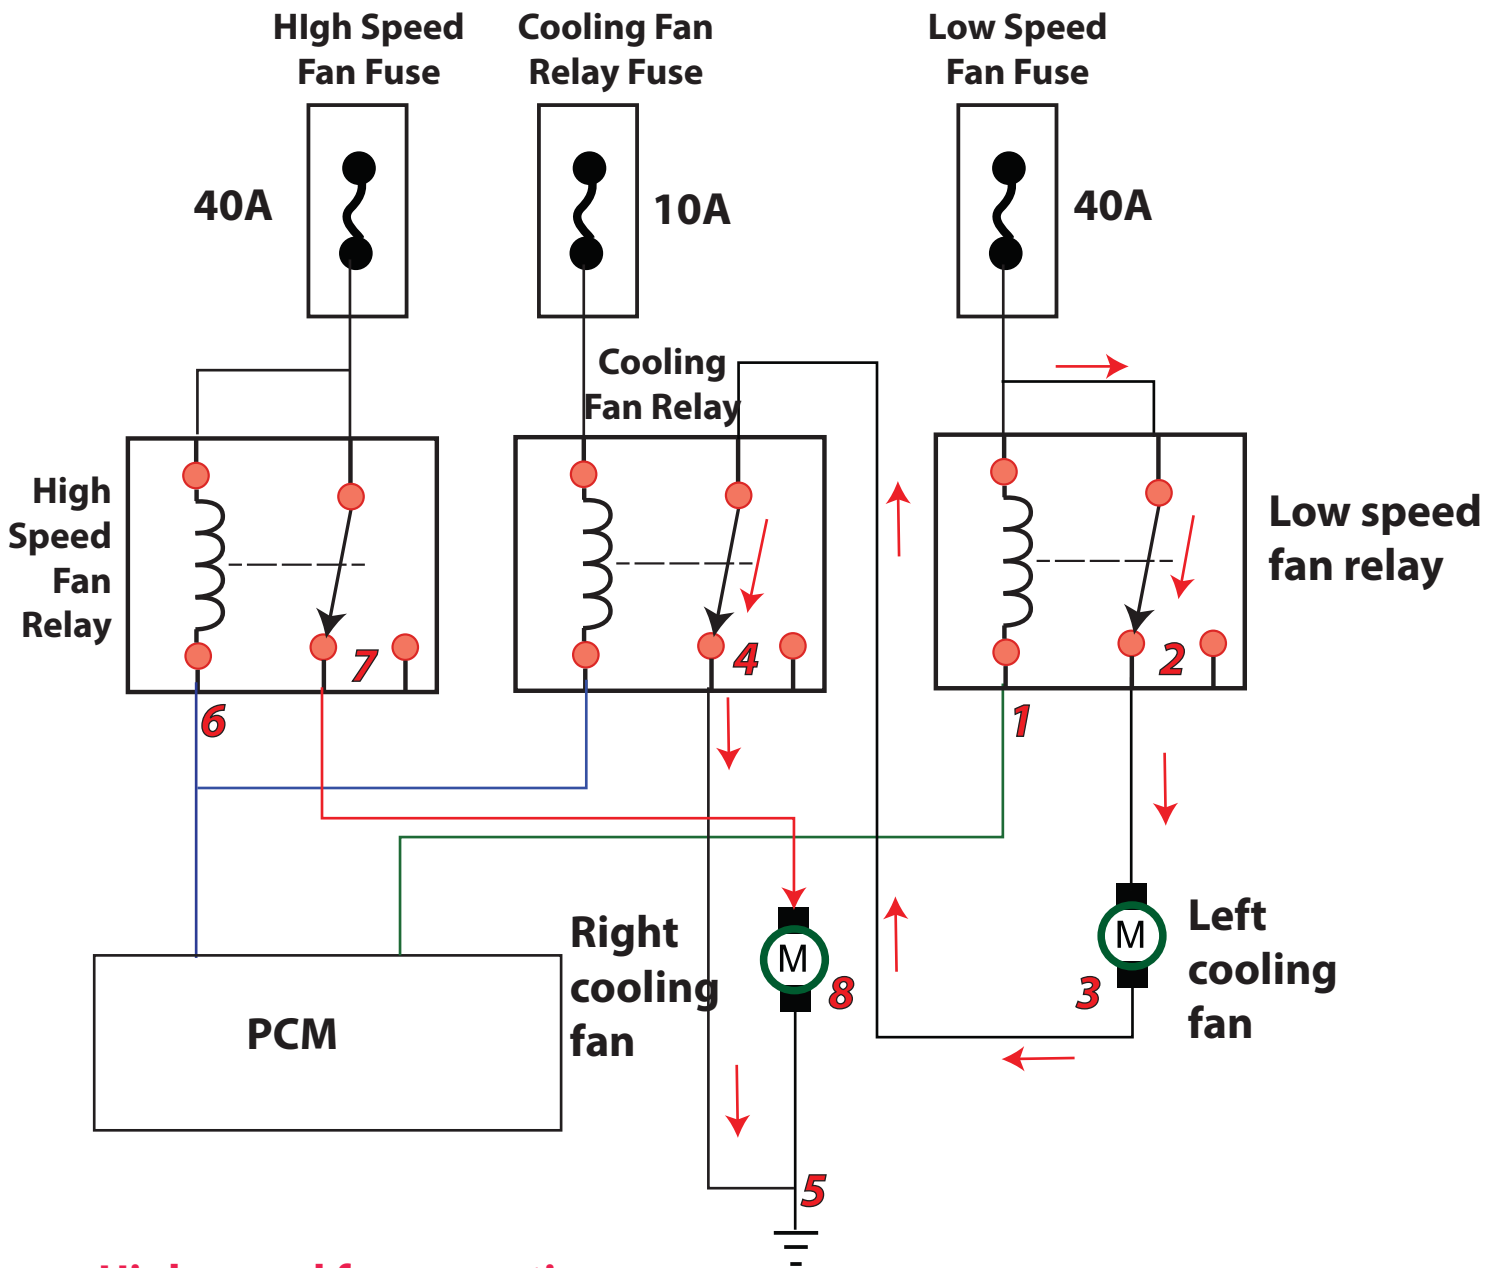 HIgh Speed
Fan Fuse
Cooling Fan
Relay Fuse
Low Speed
Fan Fuse
40A
10A
40A
Cooling
Fan Relay
High
Speed
Fan
Relay
Low speed
fan relay
7
4
2
6
1
Right
cooling
fan
M
8
M
3
Left
cooling
fan
PCM
5